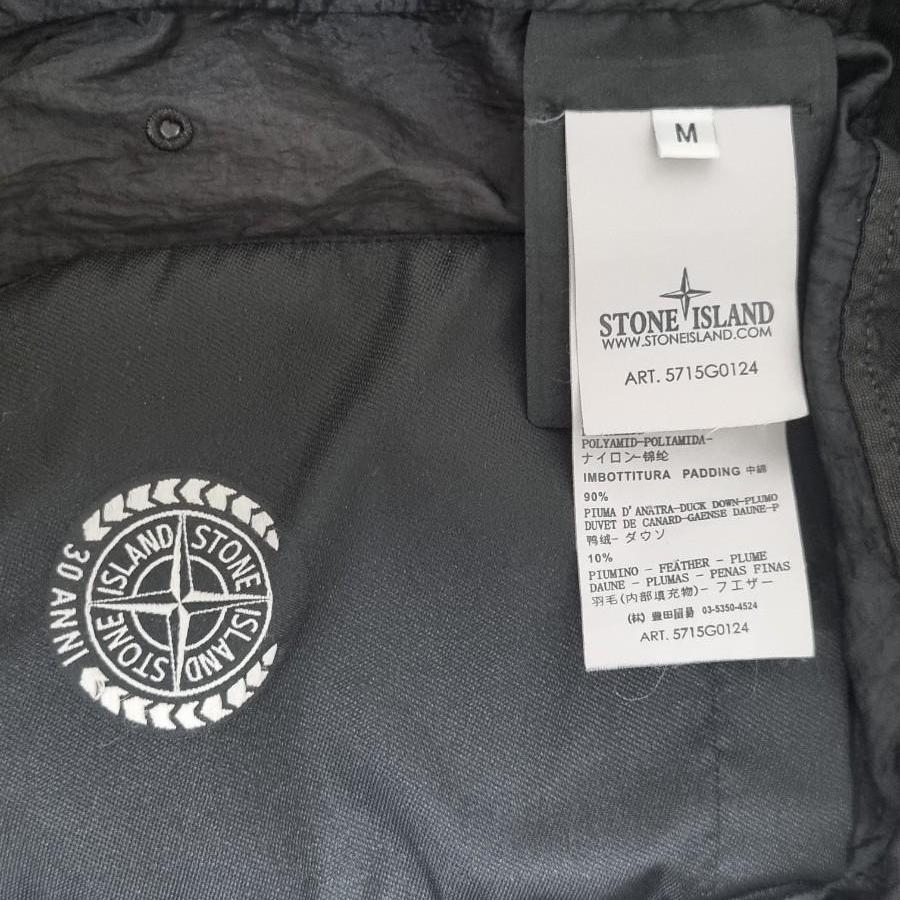 M
STONE ISLAND
WWW.STONEISLAND.COM
ART. 5715G0124
POLYAMID-POLIAMIDA-
ナイロン-锦纶
IMBOTTITURA PADDING 中綿
90%
PIUMA D'ANATRA-DUCK DOWN-PLUMO
DUVET DE CANARD-GAENSE DAUNE-P
鸭绒- ダウン
10%
PIUMINO - FEATHER - PLUME
DAUNE - PLUMAS - PENAS FINAS
羽毛(内部填充物)- フエザー
(株) 豊田貿易 03-5350-4524
ART. 5715G0124
STONE ISLAND
STONE ISLAND
30 ANNI